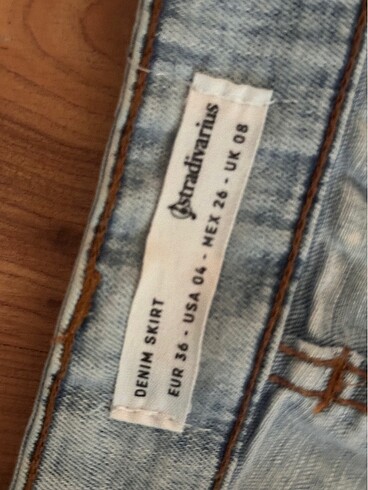 stradivarius
DENIM SKIRT
EUR 36 - USA 04 - MEX 26 - UK 08